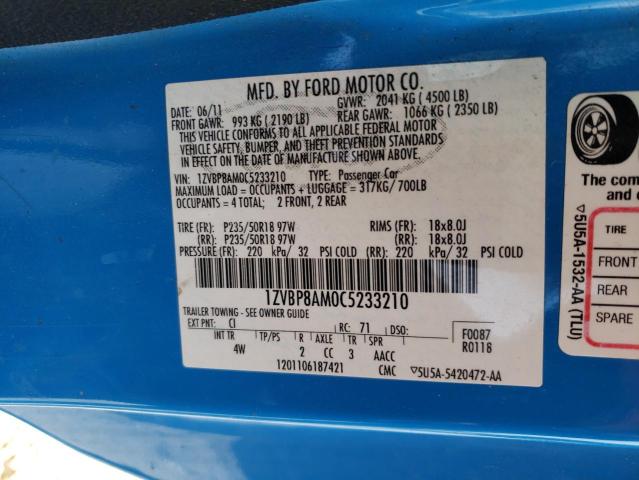 MFD. BY FORD MOTOR CO.
DATE: 06/11 GVWR: 2041 KG (4500 LB)
FRONT GAWR: 993 KG (2190 LB) REAR GAWR: 1066 KG (2350 LB)
THIS VEHICLE CONFORMS TO ALL APPLICABLE FEDERAL MOTOR
VEHICLE SAFETY, BUMPER, AND THEFT PREVENTION STANDARDS
IN EFFECT ON THE DATE OF MANUFACTURE SHOWN ABOVE.
VIN: 1ZVBP8AM0C5233210 TYPE: Passenger Car
MAXIMUM LOAD = OCCUPANTS + LUGGAGE = 317KG/700LB
OCCUPANTS = 4 TOTAL; 2 FRONT, 2 REAR
TIRE (FR): P235/50R18 97W RIMS (FR): 18x8.0J
(RR): P235/50R18 97W (RR): 18x8.0J
PRESSURE (FR): 220 kPa/ 32 PSI COLD (RR): 220 kPa/ 32 PSI COLD
1ZVBP8AM0C5233210
TRAILER TOWING - SEE OWNER GUIDE
EXT PNT: CI RC: 71 DSO: F0087
INT TR TP/PS R AXLE TR SPR R0118
4W 2 CC 3 AACC
1201106187421 CMC ▽5U5A-5420472-AA
The com
and c
TIRE
FRONT
REAR
SPARE
▽5U5A-1532-AA (TLU)